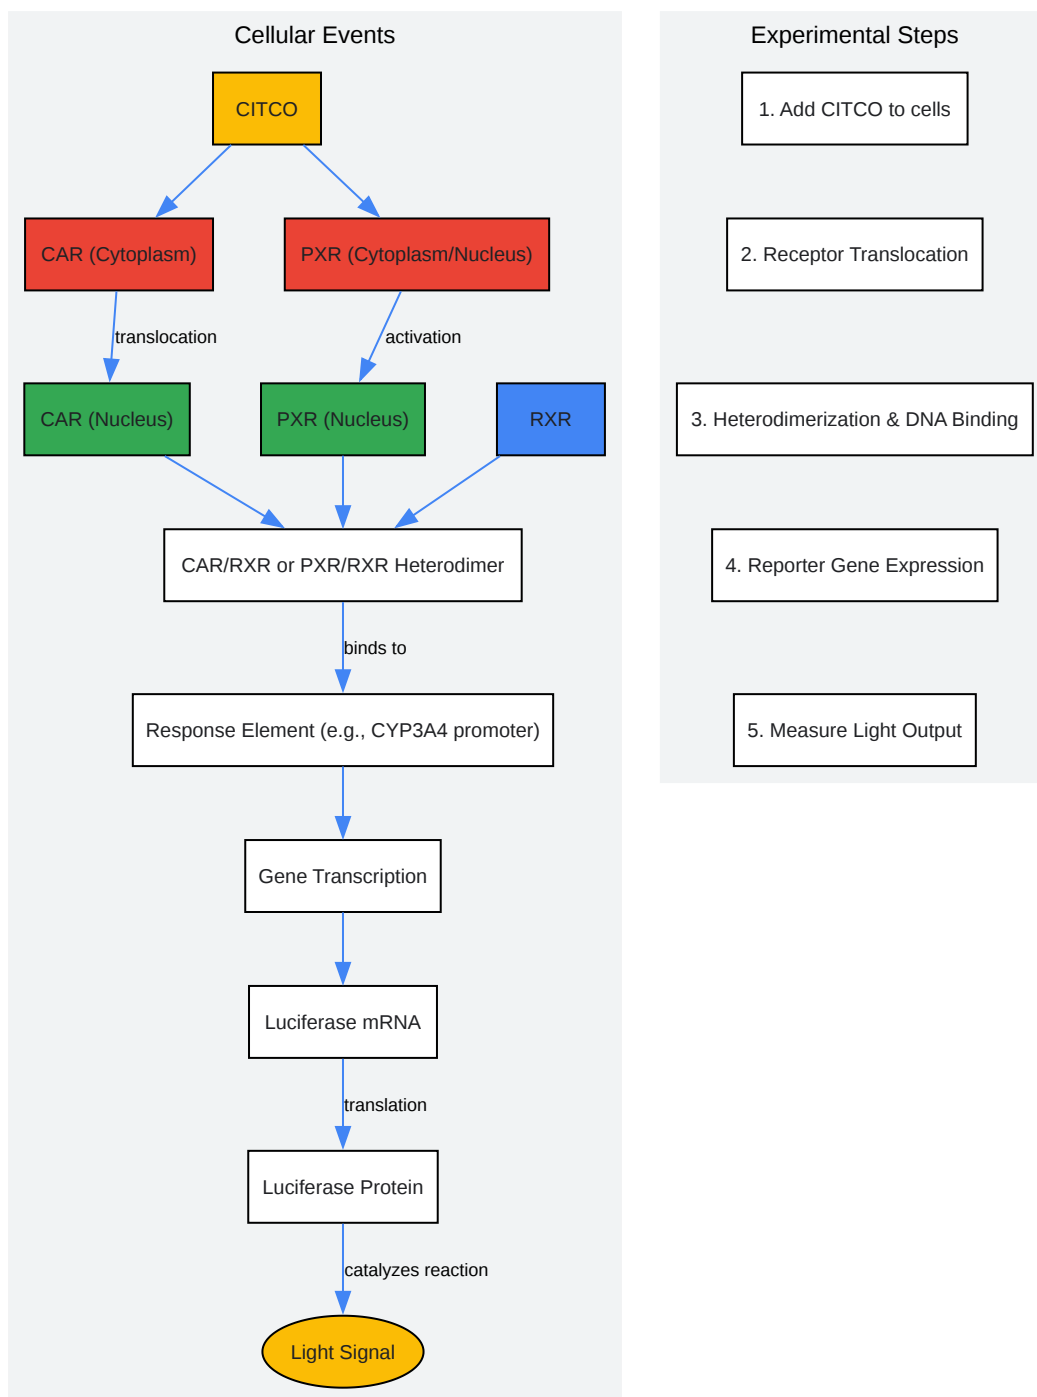 Cellular Events
CITCO
CAR (Cytoplasm)
PXR (Cytoplasm/Nucleus)
translocation
activation
CAR (Nucleus)
PXR (Nucleus)
RXR
CAR/RXR or PXR/RXR Heterodimer
binds to
Response Element (e.g., CYP3A4 promoter)
Gene Transcription
Luciferase mRNA
translation
Luciferase Protein
catalyzes reaction
Light Signal
Experimental Steps
1. Add CITCO to cells
2. Receptor Translocation
3. Heterodimerization & DNA Binding
4. Reporter Gene Expression
5. Measure Light Output